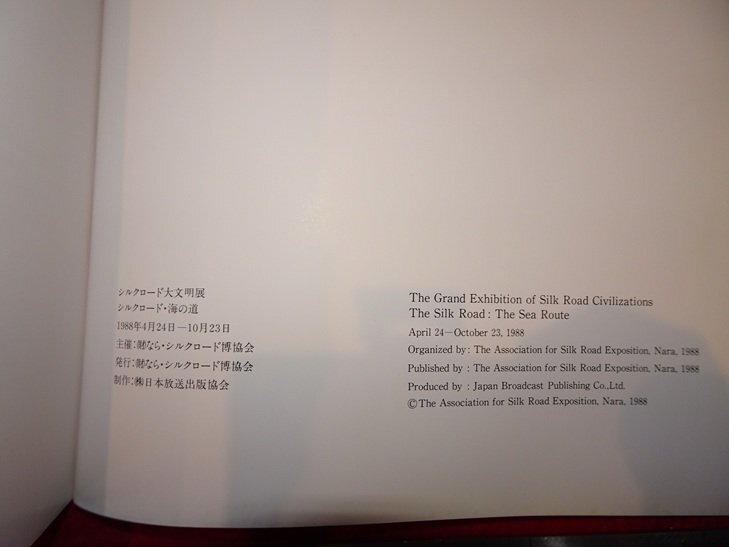 シルクロード大文明展
シルクロード・海の道
1988年4月24日―10月23日
主催:㈶なら・シルクロード博協会
発行:㈶なら・シルクロード博協会
制作:㈱日本放送出版協会
The Grand Exhibition of Silk Road Civilizations
The Silk Road : The Sea Route
April 24―October 23, 1988
Organized by : The Association for Silk Road Exposition, Nara, 1988
Published by : The Association for Silk Road Exposition, Nara, 1988
Produced by : Japan Broadcast Publishing Co.,Ltd.
©The Association for Silk Road Exposition, Nara, 1988